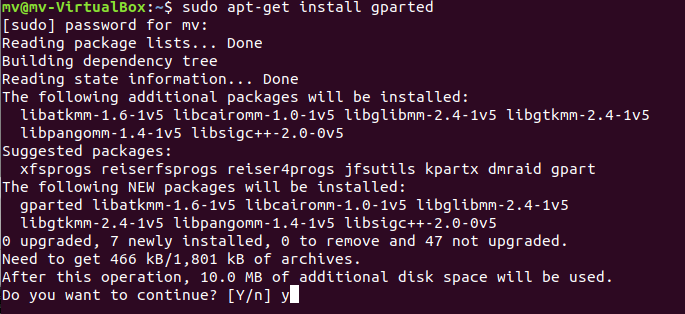 mv@mv-VirtualBox:~$ sudo apt-get install gparted
[sudo] password for mv:
Reading package lists... Done
Building dependency tree
Reading state information... Done
The following additional packages will be installed:
  libatkmm-1.6-1v5 libcairomm-1.0-1v5 libglibmm-2.4-1v5 libgtkmm-2.4-1v5
  libpangomm-1.4-1v5 libsigc++-2.0-0v5
Suggested packages:
  xfsprogs reiserfsprogs reiser4progs jfsutils kpartx dmraid gpart
The following NEW packages will be installed:
  gparted libatkmm-1.6-1v5 libcairomm-1.0-1v5 libglibmm-2.4-1v5
  libgtkmm-2.4-1v5 libpangomm-1.4-1v5 libsigc++-2.0-0v5
0 upgraded, 7 newly installed, 0 to remove and 47 not upgraded.
Need to get 466 kB/1,801 kB of archives.
After this operation, 10.0 MB of additional disk space will be used.
Do you want to continue? [Y/n] y